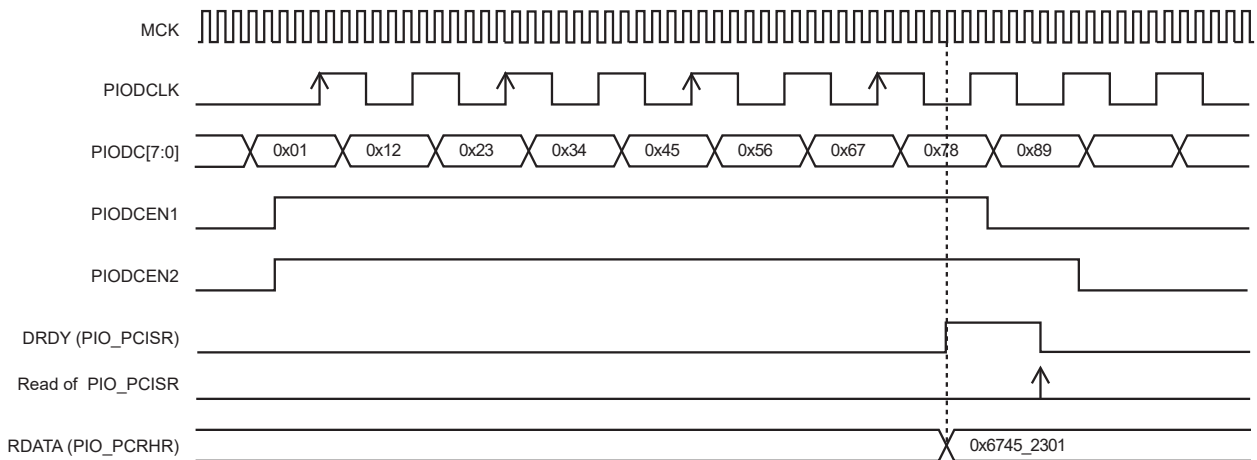 MCK
PIODCLK
PIODC[7:0] 0x01 0x12 0x23 0x34 0x45 0x56 0x67 0x78 0x89
PIODCEN1
PIODCEN2
DRDY (PIO_PCISR)
Read of PIO_PCISR
RDATA (PIO_PCRHR) 0x6745_2301